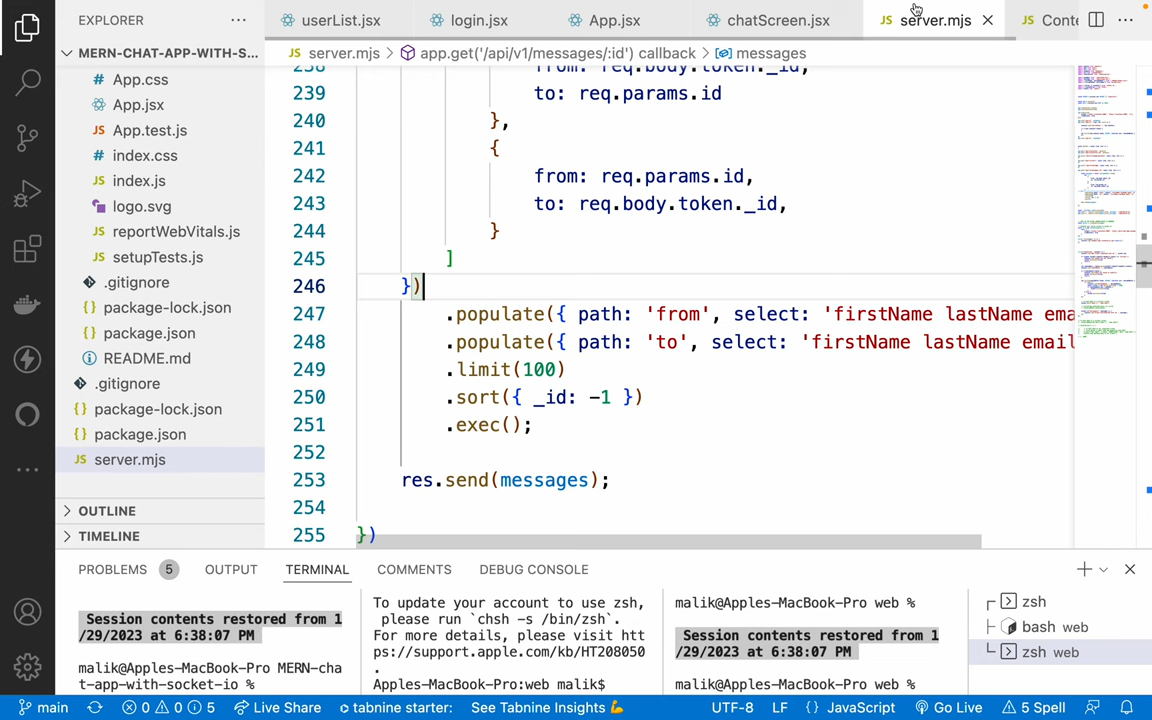 EXPLORER
userList.jsx login.jsx App.jsx chatScreen.jsx server.mjs Conte
MERN-CHAT-APP-WITH-S...
server.mjs > app.get('/api/v1/messages/:id') callback > messages
App.css
App.jsx
App.test.js
index.css
index.js
logo.svg
reportWebVitals.js
setupTests.js
.gitignore
package-lock.json
package.json
README.md
.gitignore
package-lock.json
package.json
server.mjs
OUTLINE
TIMELINE
238 from: req.body.token._id,
239 to: req.params.id
240 },
241 {
242 from: req.params.id,
243 to: req.body.token._id,
244 }
245 ]
246 })
247 .populate({ path: 'from', select: 'firstName lastName ema
248 .populate({ path: 'to', select: 'firstName lastName email
249 .limit(100)
250 .sort({ _id: -1 })
251 .exec();
252
253 res.send(messages);
254
255 })
PROBLEMS 5 OUTPUT TERMINAL COMMENTS DEBUG CONSOLE
Session contents restored from 1
/29/2023 at 6:38:07 PM
malik@Apples-MacBook-Pro MERN-cha
t-app-with-socket-io %
To update your account to use zsh,
please run `chsh -s /bin/zsh`.
For more details, please visit htt
ps://support.apple.com/kb/HT208050
.
Apples-MacBook-Pro:web malik$
malik@Apples-MacBook-Pro web %
Session contents restored from 1
/29/2023 at 6:38:07 PM
malik@Apples-MacBook-Pro web %
zsh
bash web
zsh web
main 0 0 5 Live Share tabnine starter: See Tabnine Insights 💪 UTF-8 LF {} JavaScript Go Live 5 Spell